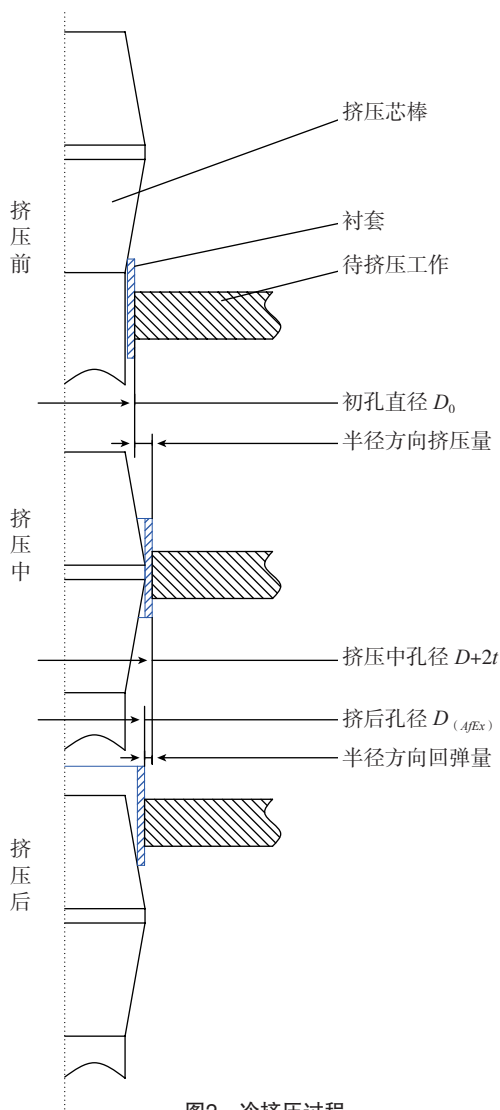 挤压前
挤压芯棒
衬套
待挤压工作
初孔直径 D₀
半径方向挤压量
挤压中
挤压中孔径 D+2t
挤后孔径 D₍AfEx₎
半径方向回弹量
挤压后
图2 冷挤压过程